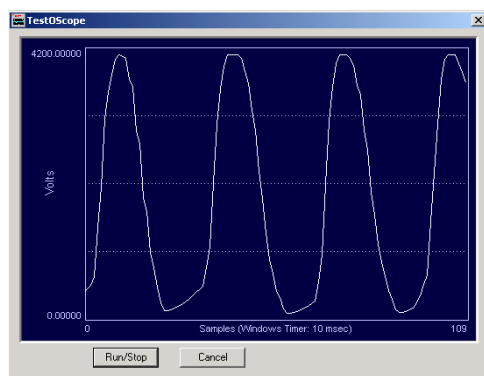 TestOScope
4200.00000
Volts
0.00000
0 Samples (Windows Timer: 10 msec) 109
Run/Stop Cancel